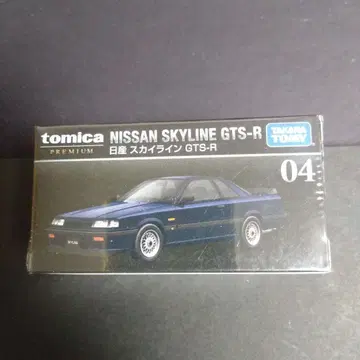 tomica
PREMIUM
NISSAN SKYLINE GTS-R
日産 スカイライン GTS-R
TAKARA
TOMY
04